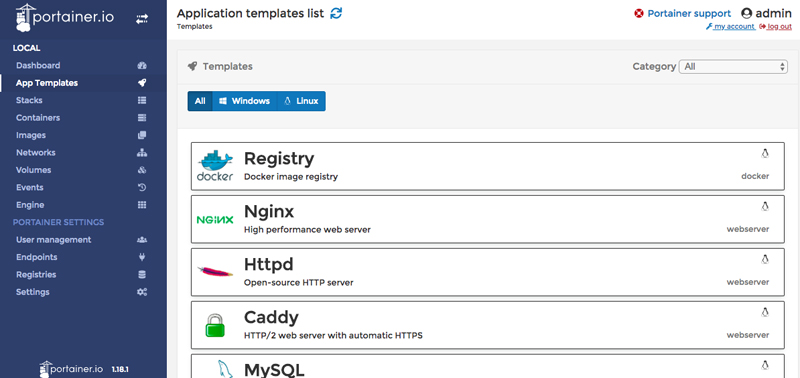 portainer.io
LOCAL
Dashboard
App Templates
Stacks
Containers
Images
Networks
Volumes
Events
Engine
PORTAINER SETTINGS
User management
Endpoints
Registries
Settings
portainer.io 1.18.1
Application templates list
Templates
Portainer support admin
my account log out
Templates
Category All
All Windows Linux
Registry
docker Docker image registry docker
Nginx
NGINX High performance web server webserver
Httpd
Open-source HTTP server webserver
Caddy
HTTP/2 web server with automatic HTTPS webserver
MySQL